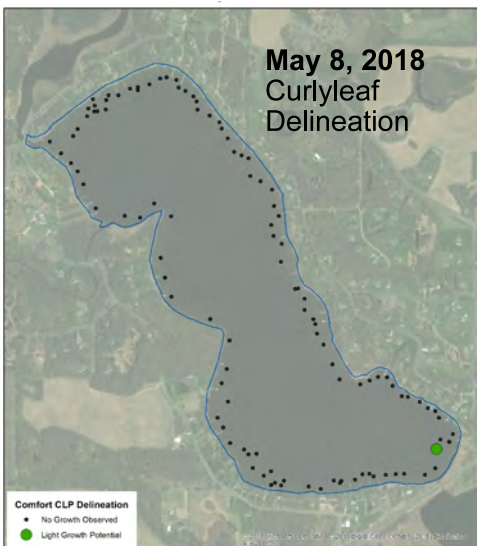 May 8, 2018
Curlyleaf
Delineation
Comfort CLP Delineation
No Growth Observed
Light Growth Potential